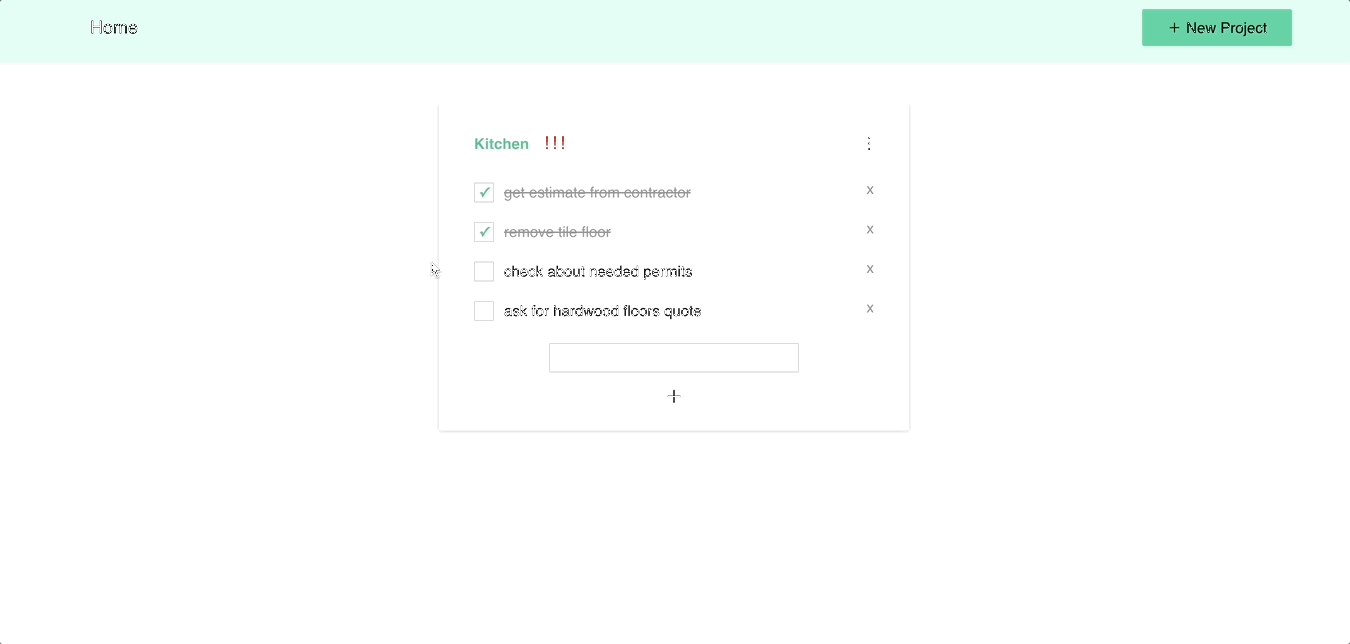 Home
+ New Project
Kitchen !!!
✓ get estimate from contractor x
✓ remove tile floor x
check about needed permits x
ask for hardwood floors quote x
+